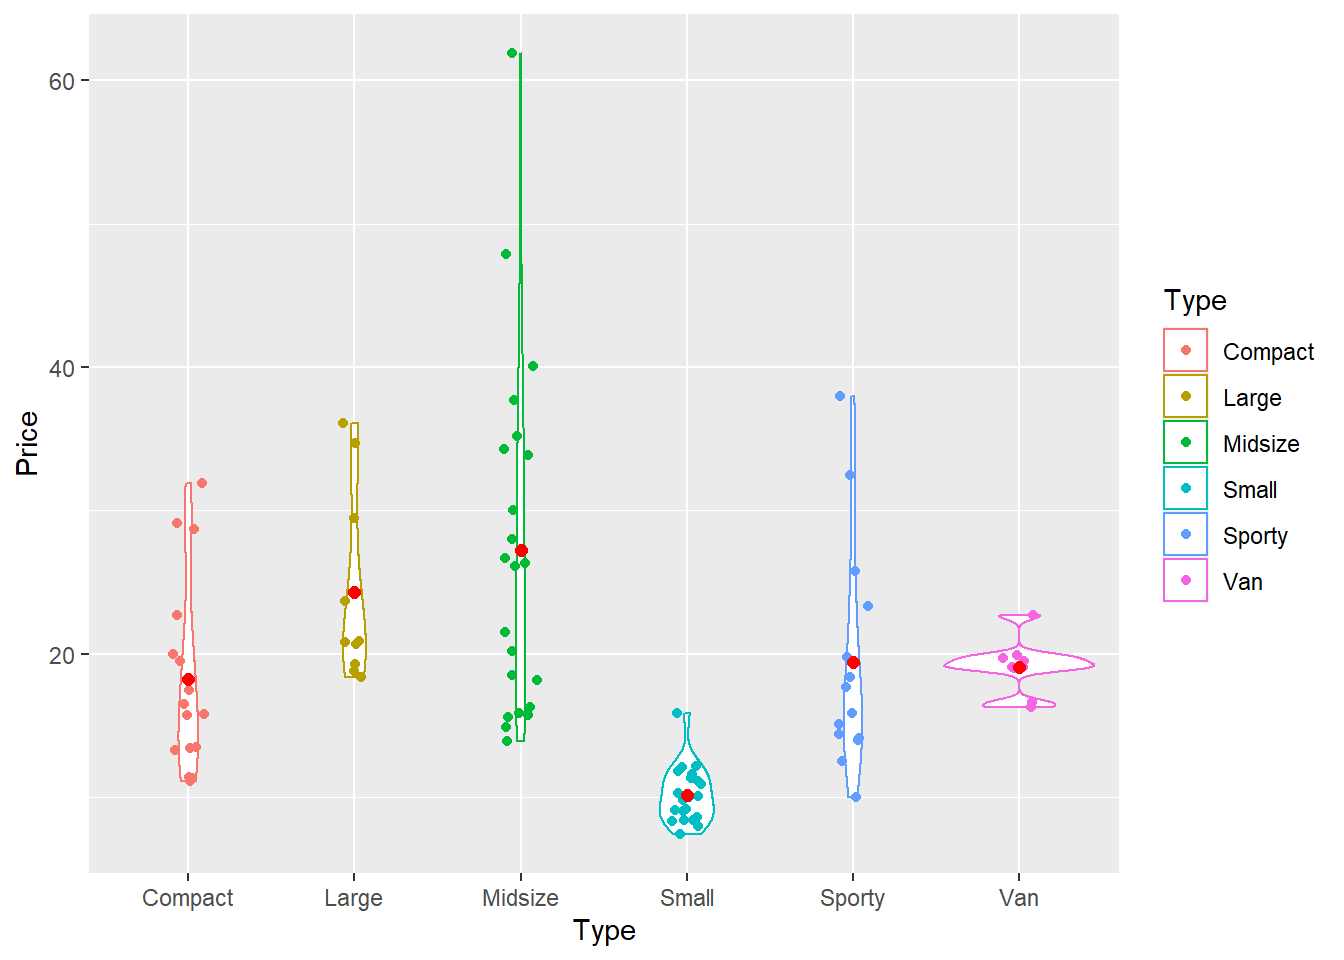 60
40
20
Price
Compact Large Midsize Small Sporty Van
Type
Type
Compact
Large
Midsize
Small
Sporty
Van